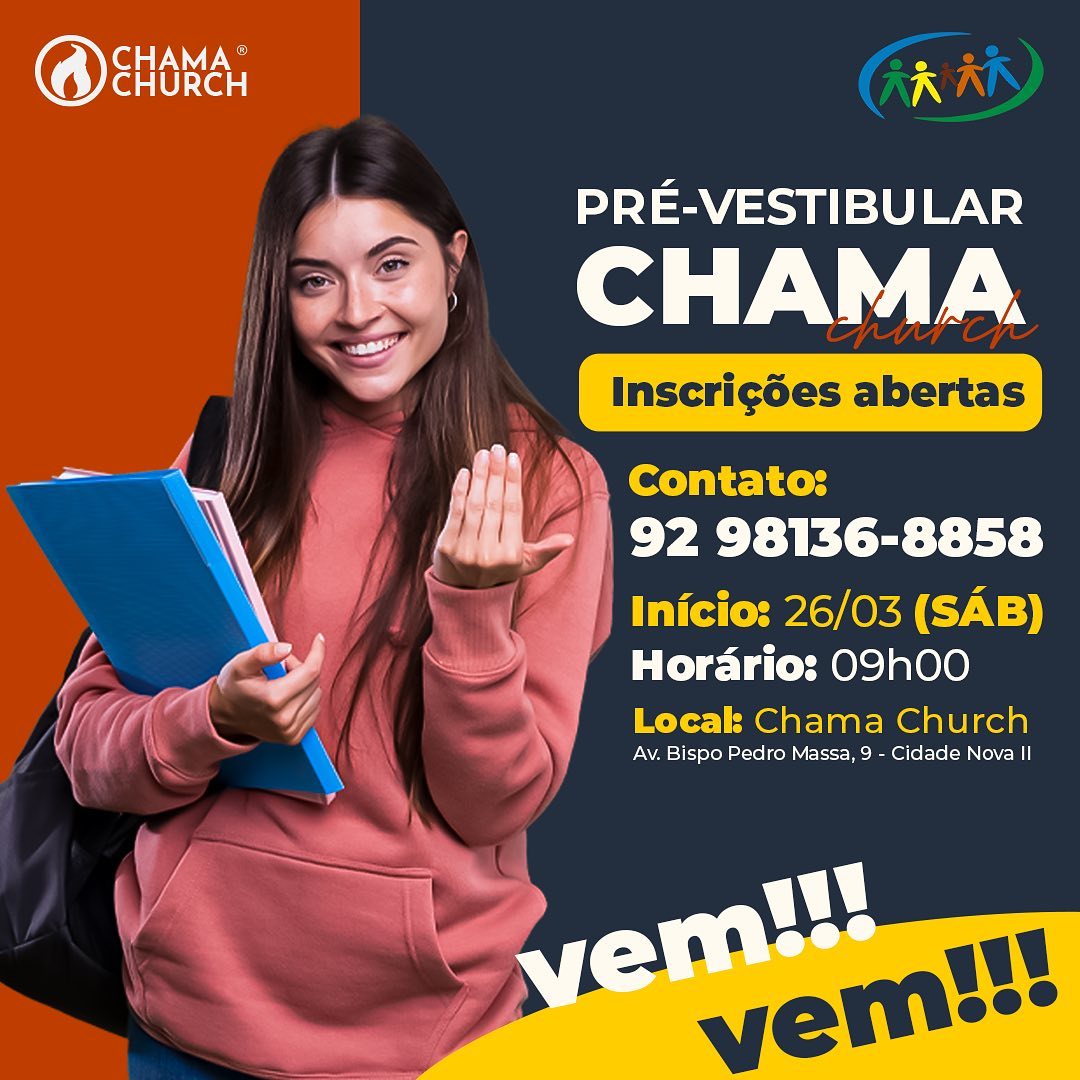 CHAMA®
CHURCH
PRÉ-VESTIBULAR
CHAMA
church
Inscrições abertas
Contato:
92 98136-8858
Início: 26/03 (SÁB)
Horário: 09h00
Local: Chama Church
Av. Bispo Pedro Massa, 9 - Cidade Nova II
vem!!!
vem!!!